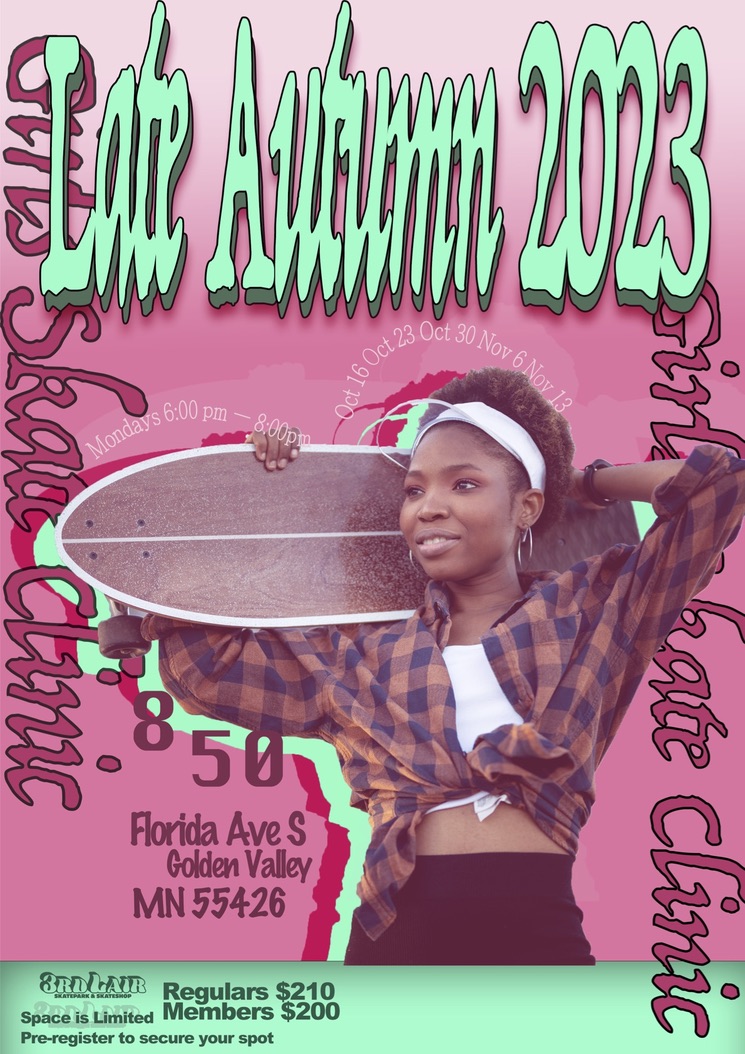 Late Autumn 2023
Girls Skate Clinic
Girls Skate Clinic
Oct 16 Oct 23 Oct 30 Nov 6 Nov 13
Mondays 6:00 pm — 8:00pm
850
Florida Ave S
Golden Valley
MN 55426
3RD LAIR
SKATEPARK & SKATESHOP
Regulars $210
Members $200
Space is Limited
Pre-register to secure your spot